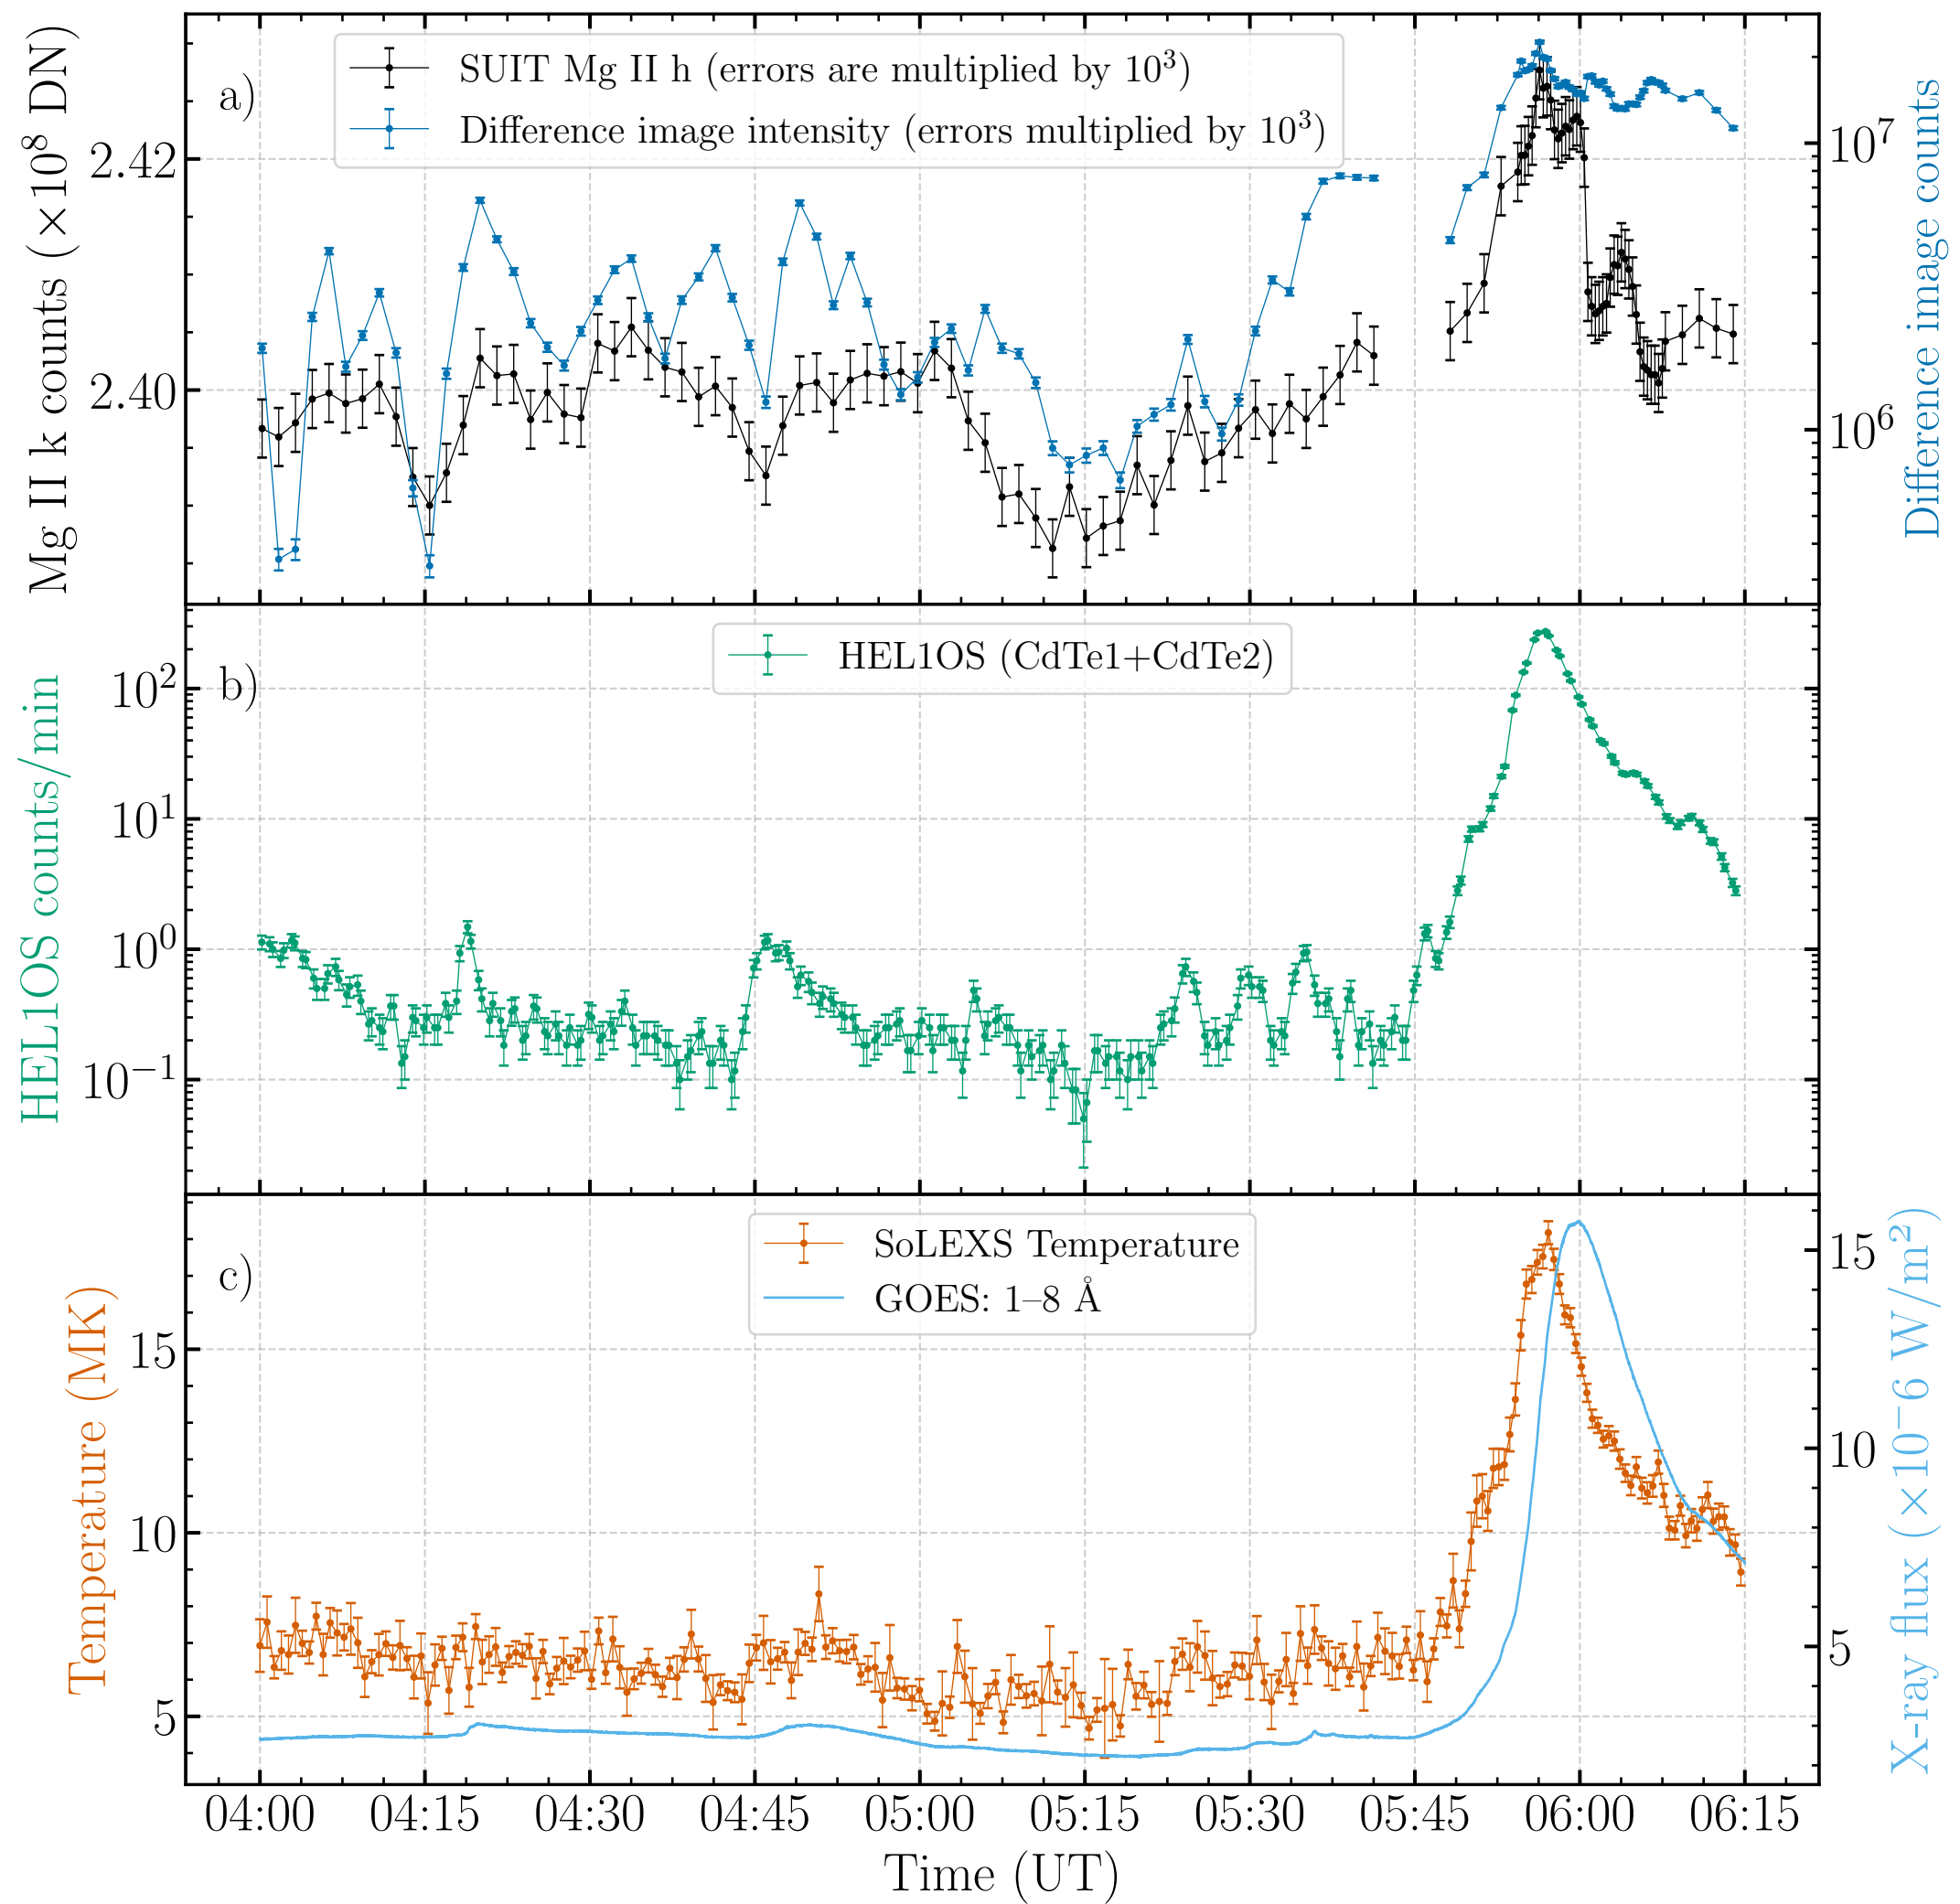 a)
SUIT Mg II h (errors are multiplied by 10³)
Difference image intensity (errors multiplied by 10³)
Mg II k counts (×10⁸ DN)
2.42
2.40
Difference image counts
10⁷
10⁶
b)
HEL1OS (CdTe1+CdTe2)
HEL1OS counts/min
10²
10¹
10⁰
10⁻¹
c)
SoLEXS Temperature
GOES: 1–8 Å
Temperature (MK)
15
10
5
X-ray flux (×10⁻6 W/m²)
15
10
5
04:00 04:15 04:30 04:45 05:00 05:15 05:30 05:45 06:00 06:15
Time (UT)